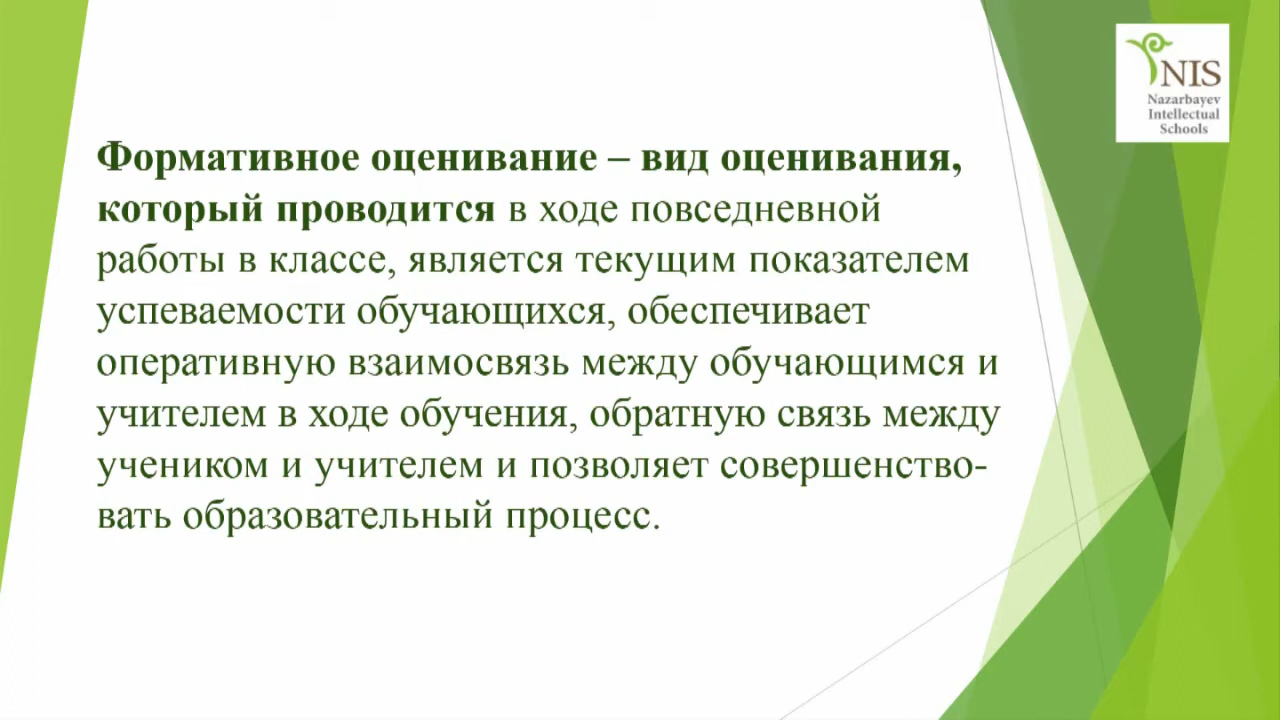 NIS
Nazarbayev
Intellectual
Schools
Формативное оценивание – вид оценивания,
который проводится в ходе повседневной
работы в классе, является текущим показателем
успеваемости обучающихся, обеспечивает
оперативную взаимосвязь между обучающимся и
учителем в ходе обучения, обратную связь между
учеником и учителем и позволяет совершенство-
вать образовательный процесс.